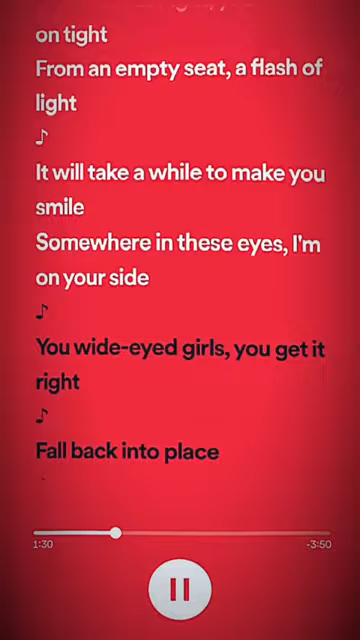 on tight
From an empty seat, a flash of
light
♪
It will take a while to make you
smile
Somewhere in these eyes, I'm
on your side
♪
You wide-eyed girls, you get it
right
♪
Fall back into place
1:30
-3:50